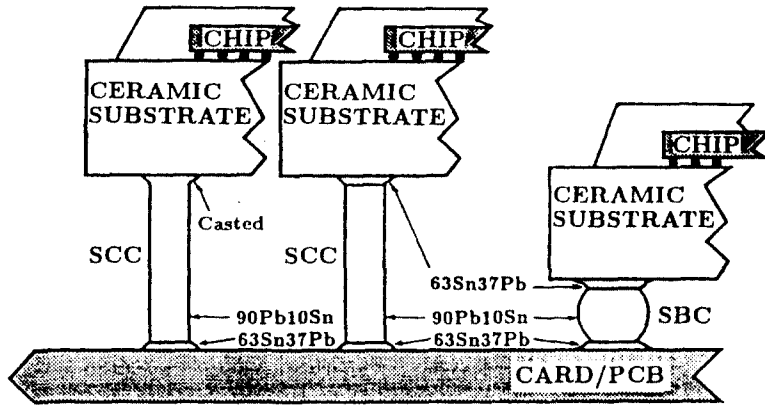 CHIP
CHIP
CERAMIC
SUBSTRATE
CERAMIC
SUBSTRATE
CHIP
CERAMIC
SUBSTRATE
Casted
SCC
SCC
63Sn37Pb
90Pb10Sn
90Pb10Sn
SBC
63Sn37Pb
63Sn37Pb
CARD/PCB